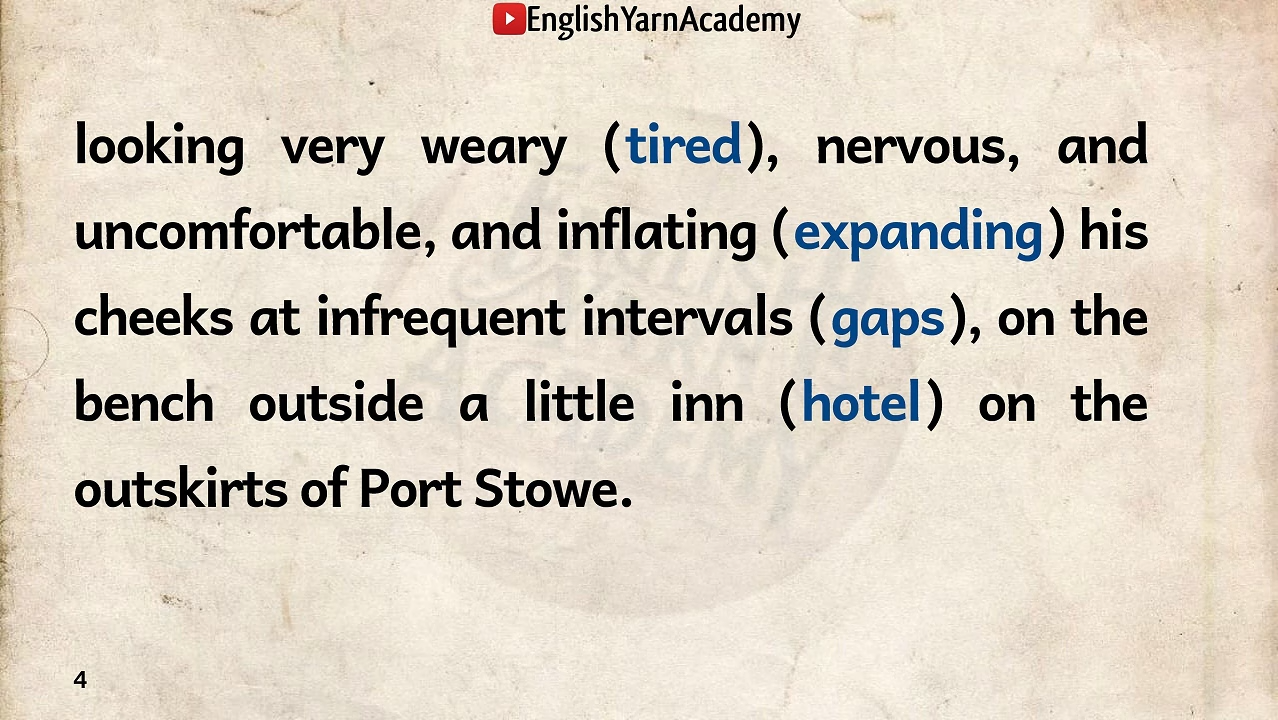 EnglishYarnAcademy
looking very weary (tired), nervous, and
uncomfortable, and inflating (expanding) his
cheeks at infrequent intervals (gaps), on the
bench outside a little inn (hotel) on the
outskirts of Port Stowe.
4